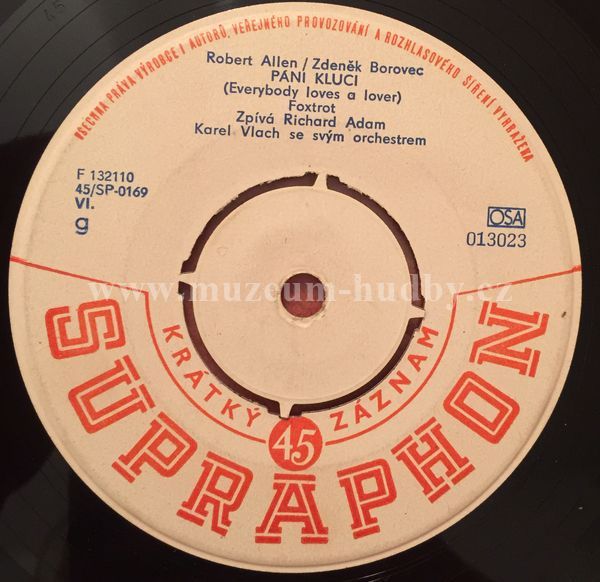 VŠECHNA PRÁVA VÝROBCE I AUTORŮ, VEŘEJNÉHO PROVOZOVÁNÍ A ROZHLASOVÉHO ŠÍŘENÍ VYHRAŽENA
Robert Allen / Zdeněk Borovec
PÁNI KLUCI
(Everybody loves a lover)
Foxtrot
Zpívá Richard Adam
Karel Vlach se svým orchestrem
F 132110
45/SP-0169
VI.
g
OSA
013023
www.muzeum-hudby.cz
KRÁTKÝ 45 ZÁZNAM
SUPRAPHON